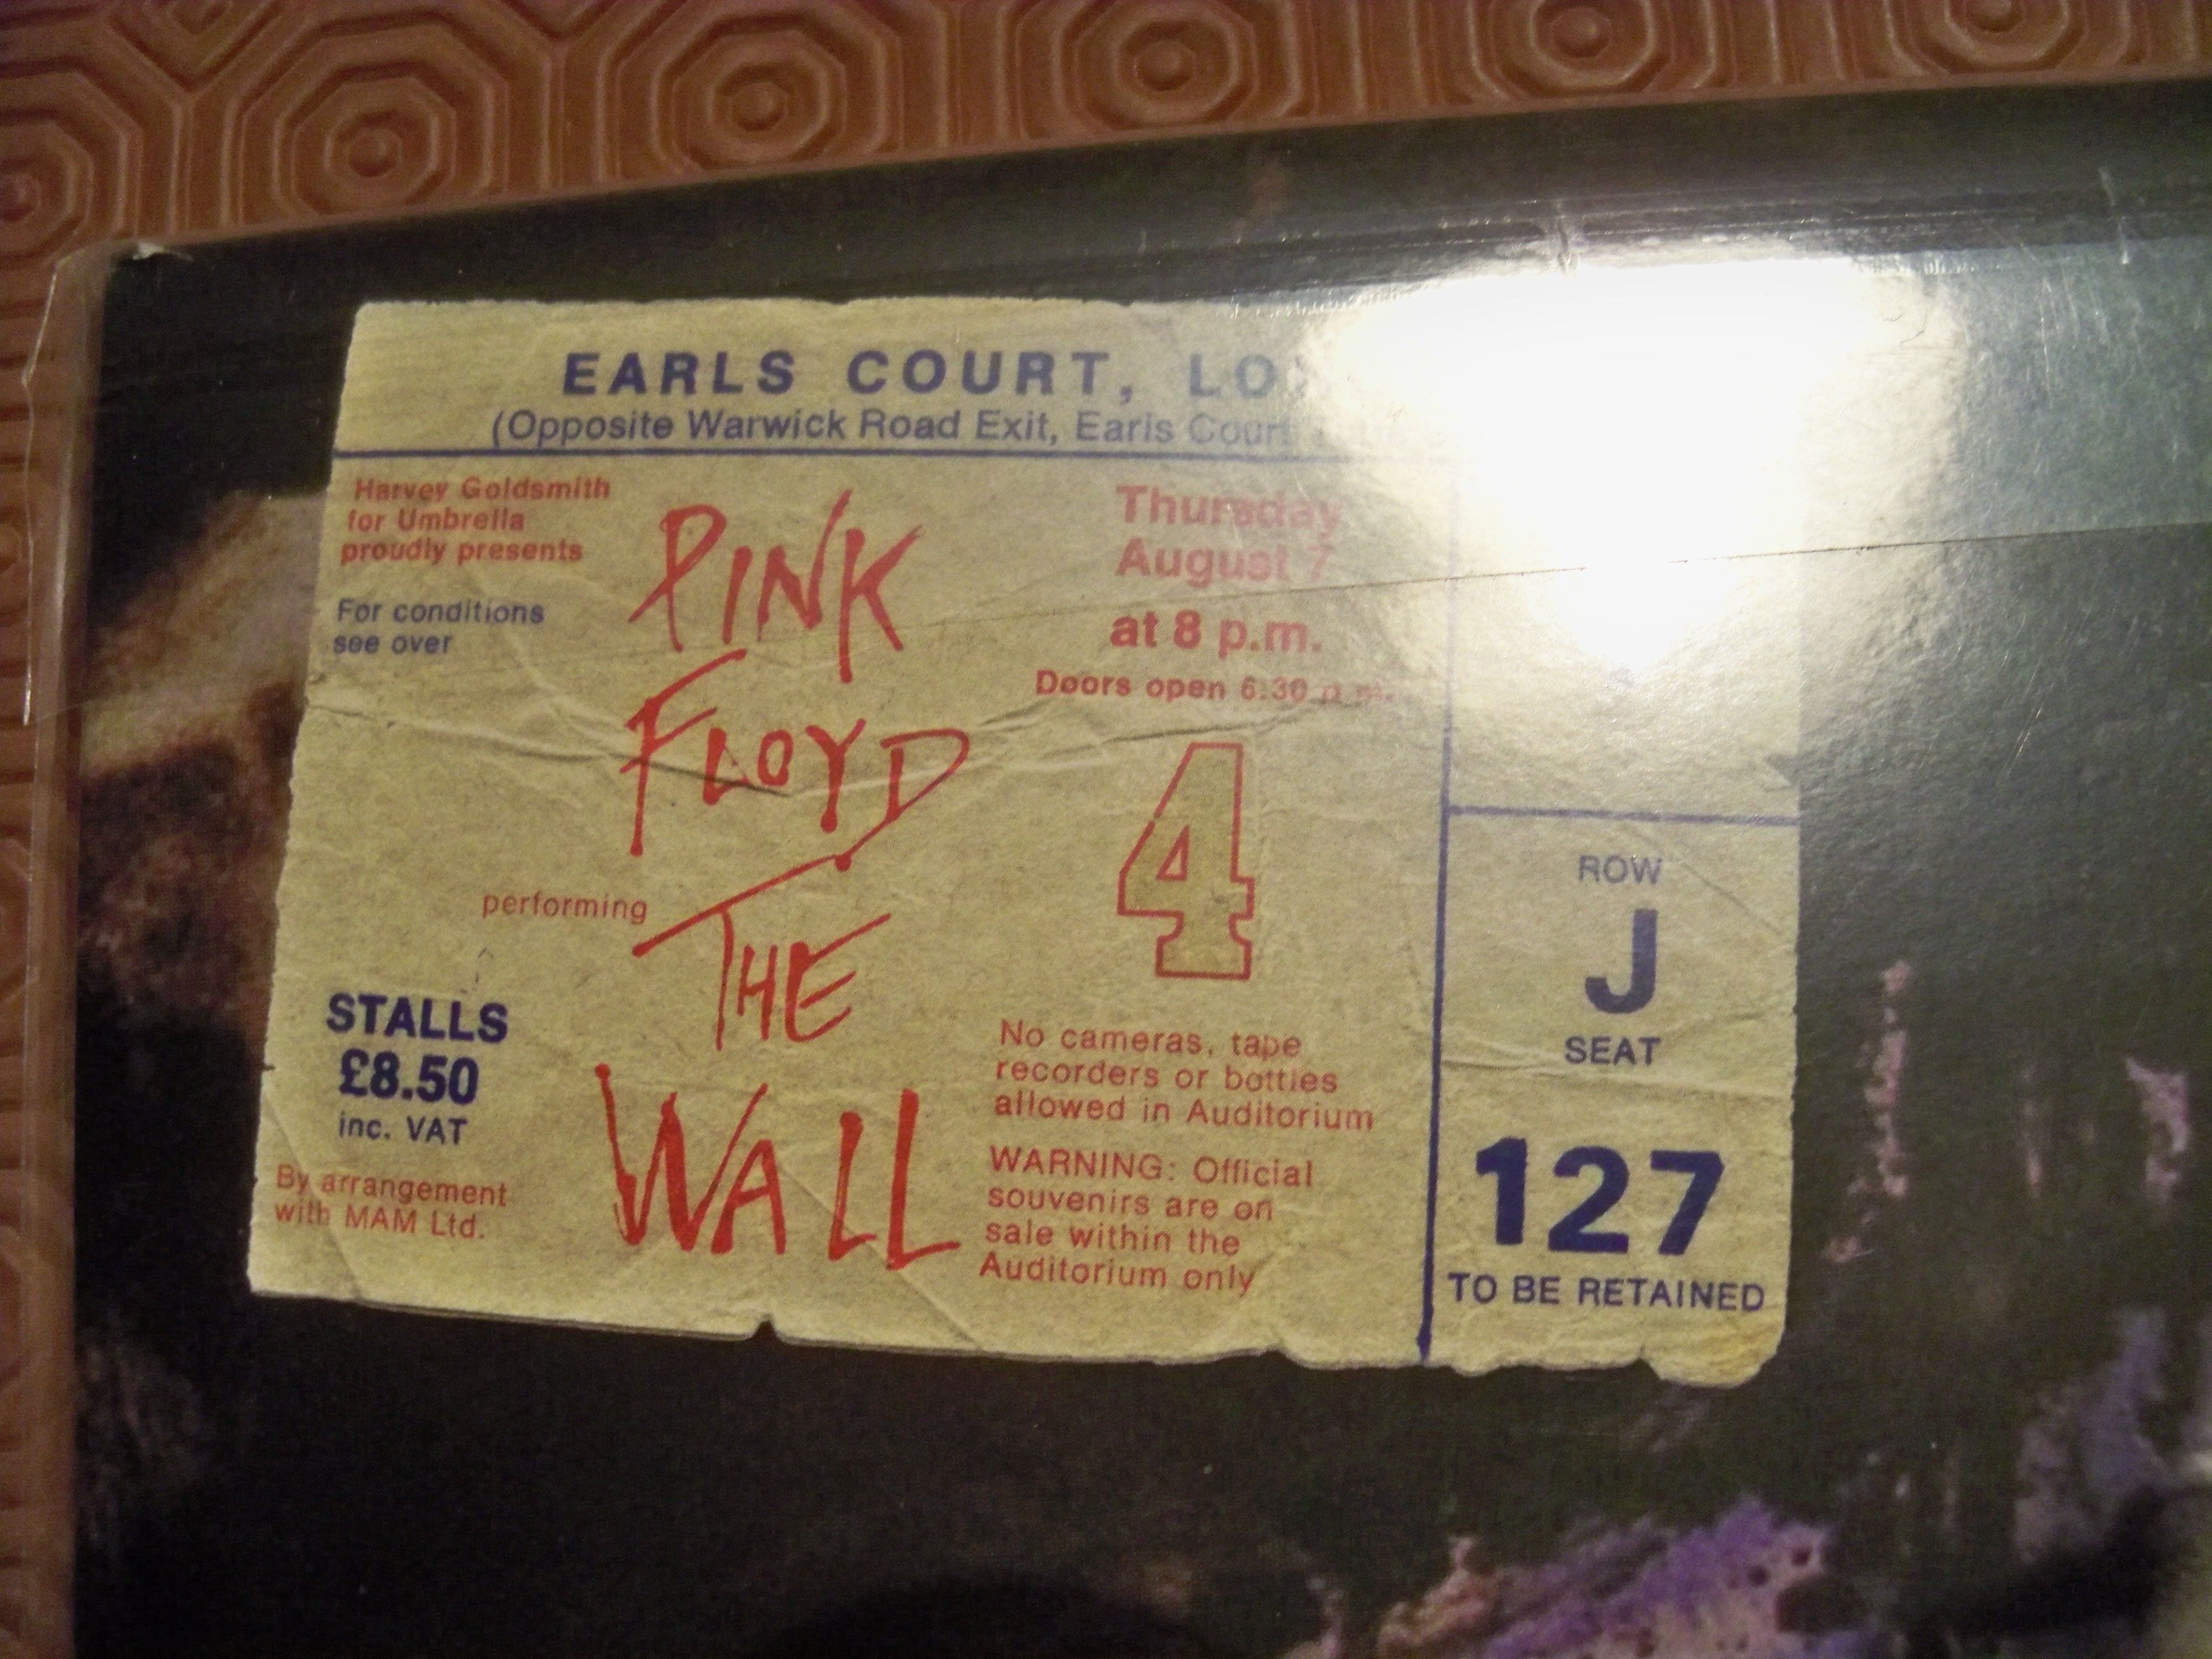 EARLS COURT,
(Opposite Warwick Road Exit, Earls Court
Harvey Goldsmith
for Umbrella
proudly presents
For conditions
see over
PINK
FLOYD
performing
THE
WALL
STALLS
£8.50
inc. VAT
By arrangement
with MAM Ltd.
Thursday
August 7
at 8 p.m.
Doors open 6.30 p.m.
4
No cameras, tape
recorders or bottles
allowed in Auditorium
WARNING: Official
souvenirs are on
sale within the
Auditorium only
ROW
J
SEAT
127
TO BE RETAINED